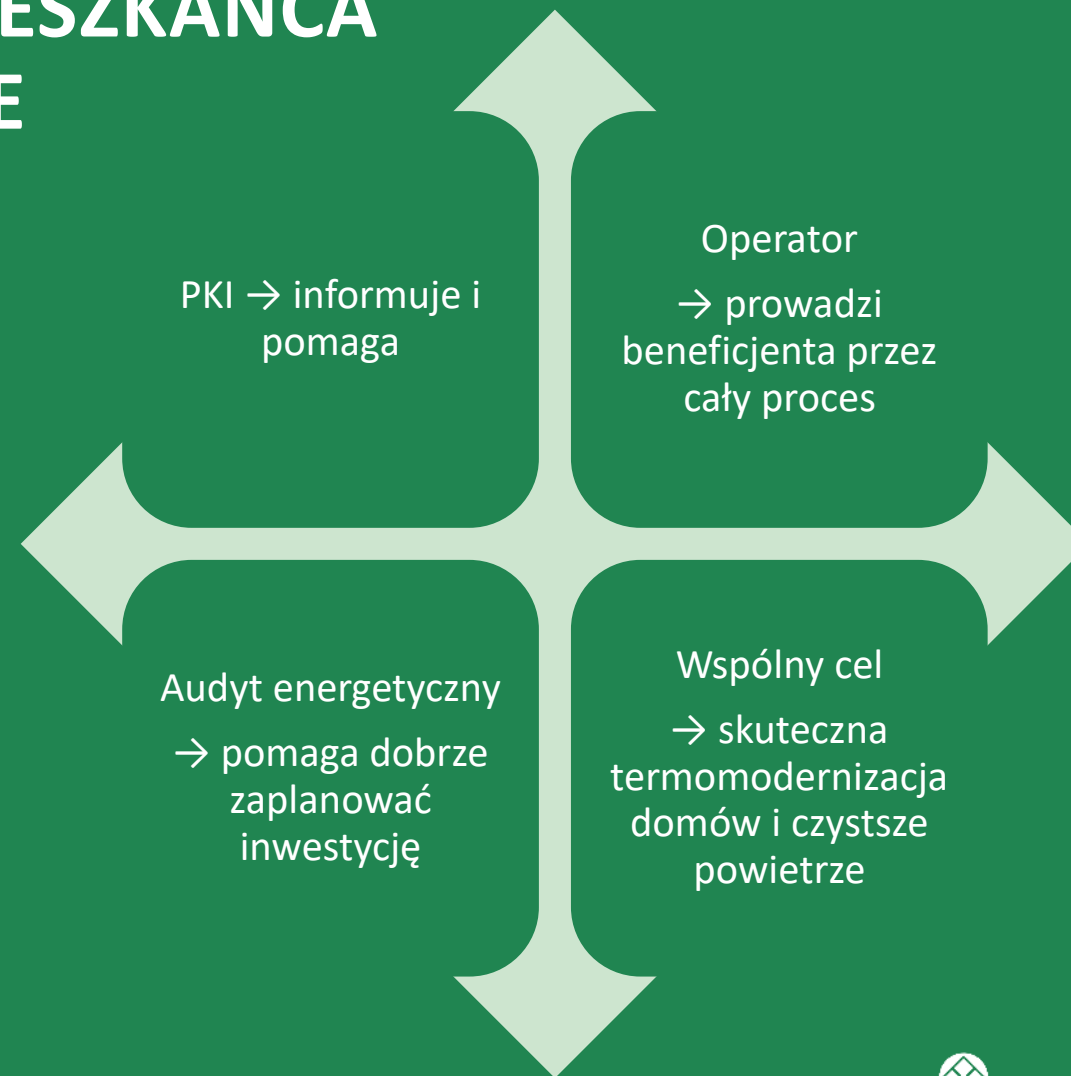 ESZKAŃCA
E
PKI → informuje i
pomaga
Operator
→ prowadzi
beneficjenta przez
cały proces
Audyt energetyczny
→ pomaga dobrze
zaplanować
inwestycję
Wspólny cel
→ skuteczna
termomodernizacja
domów i czystsze
powietrze